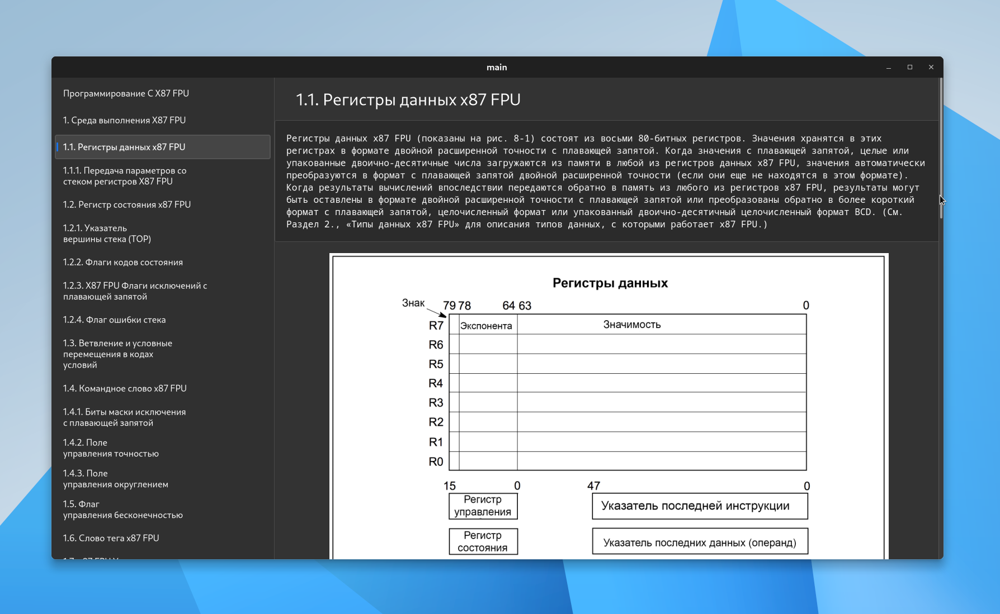 main
Программирование С X87 FPU
1. Среда выполнения X87 FPU
1.1. Регистры данных x87 FPU
1.1.1. Передача параметров со
стеком регистров X87 FPU
1.2. Регистр состояния x87 FPU
1.2.1. Указатель
вершины стека (TOP)
1.2.2. Флаги кодов состояния
1.2.3. X87 FPU Флаги исключений с
плавающей запятой
1.2.4. Флаг ошибки стека
1.3. Ветвление и условные
перемещения в кодах
условий
1.4. Командное слово x87 FPU
1.4.1. Биты маски исключения
с плавающей запятой
1.4.2. Поле
управления точностью
1.4.3. Поле
управления округлением
1.5. Флаг
управления бесконечностью
1.6. Слово тега x87 FPU
1.1. Регистры данных x87 FPU
Регистры данных x87 FPU (показаны на рис. 8-1) состоят из восьми 80-битных регистров. Значения хранятся в этих
регистрах в формате двойной расширенной точности с плавающей запятой. Когда значения с плавающей запятой, целые или
упакованные двоично-десятичные числа загружаются из памяти в любой из регистров данных x87 FPU, значения автоматически
преобразуются в формат с плавающей запятой двойной расширенной точности (если они еще не находятся в этом формате).
Когда результаты вычислений впоследствии передаются обратно в память из любого из регистров x87 FPU, результаты могут
быть оставлены в формате двойной расширенной точности с плавающей запятой или преобразованы обратно в более короткий
формат с плавающей запятой, целочисленный формат или упакованный двоично-десятичный целочисленный формат BCD. (См.
Раздел 2., «Типы данных x87 FPU» для описания типов данных, с которыми работает x87 FPU.)
Регистры данных
Знак 79 78 64 63 0
R7 Экспонента Значимость
R6
R5
R4
R3
R2
R1
R0
15 0 47 0
Регистр
управления
Указатель последней инструкции
Регистр
состояния
Указатель последних данных (операнд)